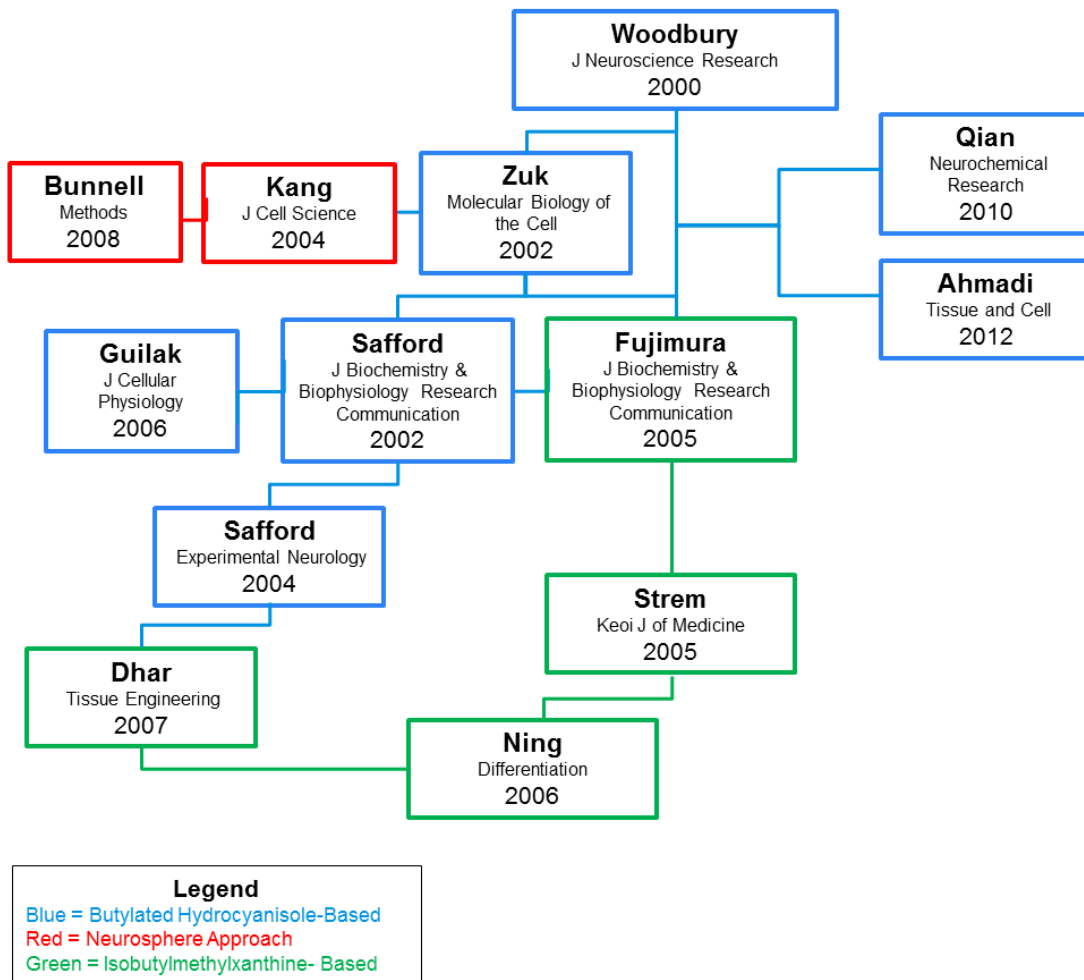 Woodbury
J Neuroscience Research
2000
Qian
Neurochemical
Research
2010
Bunnell
Methods
2008
Kang
J Cell Science
2004
Zuk
Molecular Biology of
the Cell
2002
Ahmadi
Tissue and Cell
2012
Guilak
J Cellular
Physiology
2006
Safford
J Biochemistry &
Biophysiology Research
Communication
2002
Fujimura
J Biochemistry &
Biophysiology Research
Communication
2005
Safford
Experimental Neurology
2004
Strem
Keoi J of Medicine
2005
Dhar
Tissue Engineering
2007
Ning
Differentiation
2006
Legend
Blue = Butylated Hydrocyanisole-Based
Red = Neurosphere Approach
Green = Isobutylmethylxanthine- Based